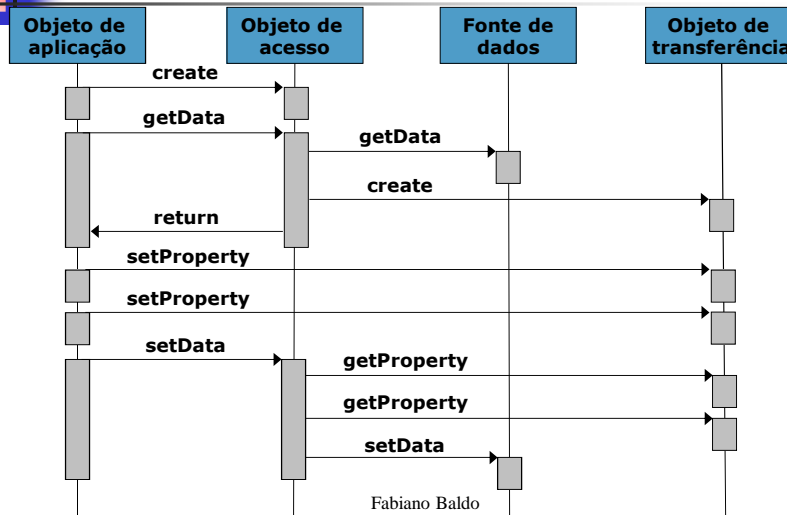 Objeto de
aplicação
Objeto de
acesso
Fonte de
dados
Objeto de
transferência
create
getData
getData
create
return
setProperty
setProperty
setData
getProperty
getProperty
setData
Fabiano Baldo